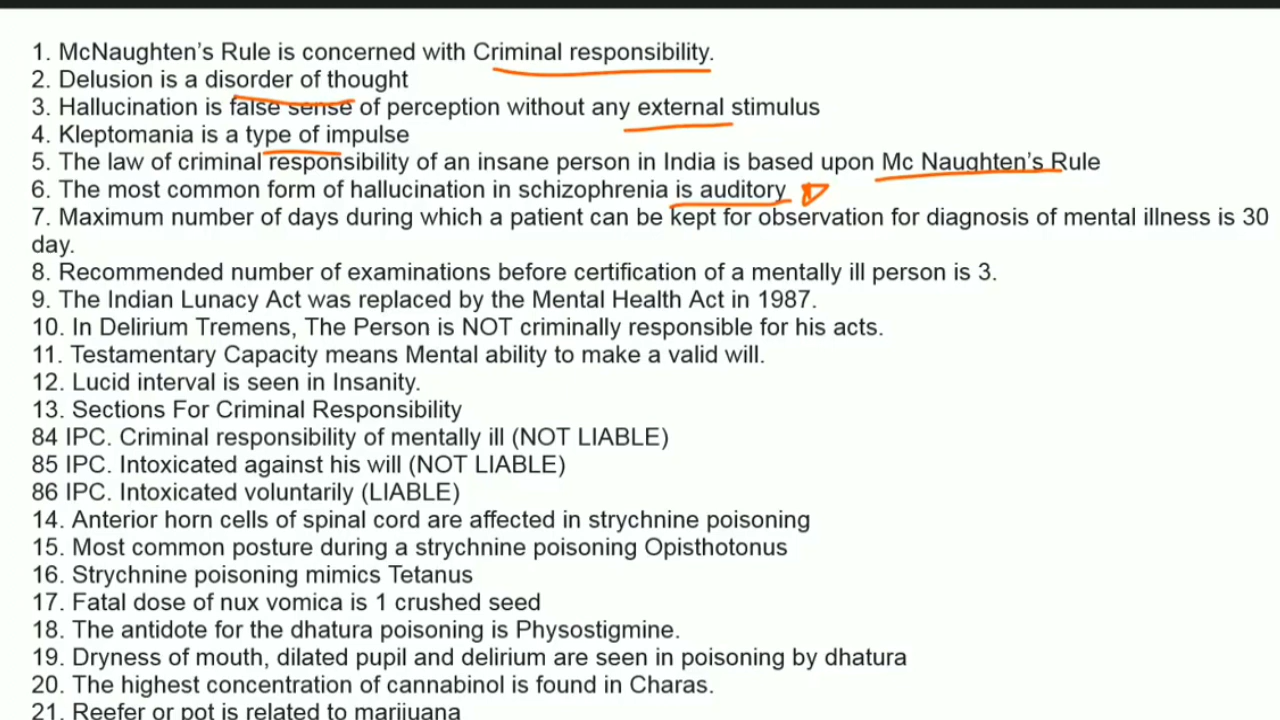 1. McNaughten's Rule is concerned with Criminal responsibility.
2. Delusion is a disorder of thought
3. Hallucination is false sense of perception without any external stimulus
4. Kleptomania is a type of impulse
5. The law of criminal responsibility of an insane person in India is based upon Mc Naughten's Rule
6. The most common form of hallucination in schizophrenia is auditory
7. Maximum number of days during which a patient can be kept for observation for diagnosis of mental illness is 30
day.
8. Recommended number of examinations before certification of a mentally ill person is 3.
9. The Indian Lunacy Act was replaced by the Mental Health Act in 1987.
10. In Delirium Tremens, The Person is NOT criminally responsible for his acts.
11. Testamentary Capacity means Mental ability to make a valid will.
12. Lucid interval is seen in Insanity.
13. Sections For Criminal Responsibility
84 IPC. Criminal responsibility of mentally ill (NOT LIABLE)
85 IPC. Intoxicated against his will (NOT LIABLE)
86 IPC. Intoxicated voluntarily (LIABLE)
14. Anterior horn cells of spinal cord are affected in strychnine poisoning
15. Most common posture during a strychnine poisoning Opisthotonus
16. Strychnine poisoning mimics Tetanus
17. Fatal dose of nux vomica is 1 crushed seed
18. The antidote for the dhatura poisoning is Physostigmine.
19. Dryness of mouth, dilated pupil and delirium are seen in poisoning by dhatura
20. The highest concentration of cannabinol is found in Charas.
21. Reefer or pot is related to marijuana